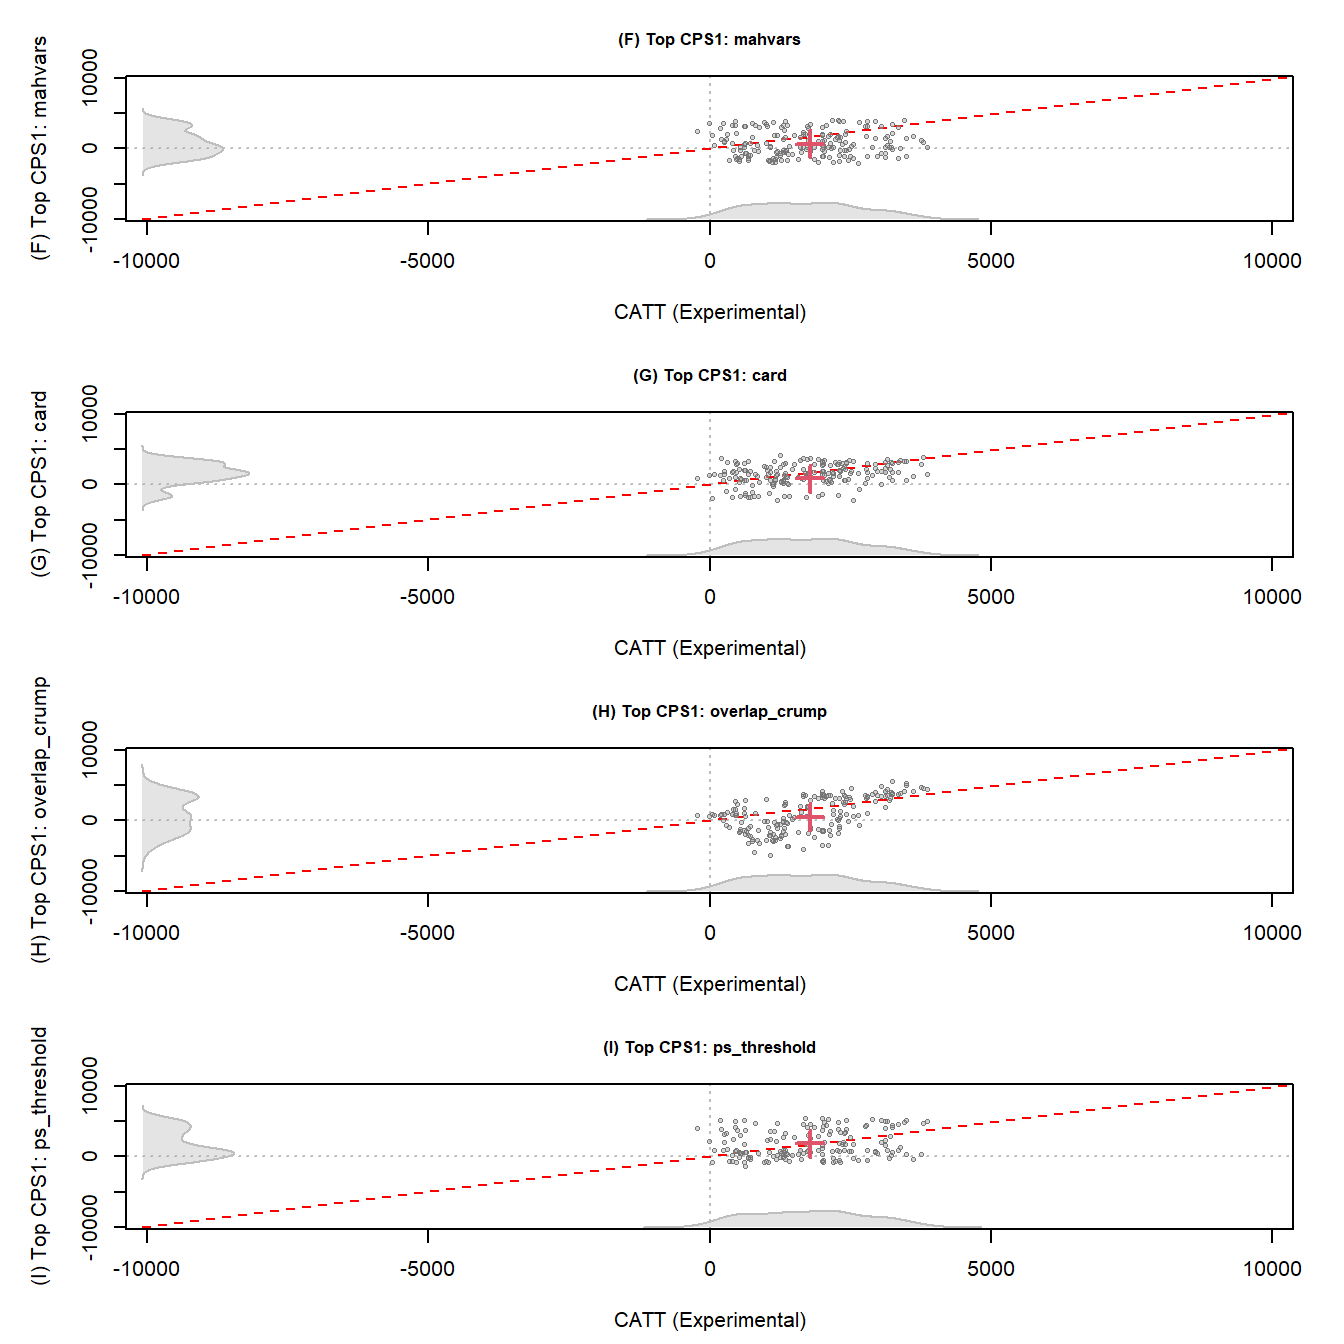 (F) Top CPS1: mahvars
(F) Top CPS1: mahvars
10000
0
-10000
-10000 -5000 0 5000 10000
CATT (Experimental)
(G) Top CPS1: card
(G) Top CPS1: card
10000
0
-10000
-10000 -5000 0 5000 10000
CATT (Experimental)
(H) Top CPS1: overlap_crump
(H) Top CPS1: overlap_crump
10000
0
-10000
-10000 -5000 0 5000 10000
CATT (Experimental)
(I) Top CPS1: ps_threshold
(I) Top CPS1: ps_threshold
10000
0
-10000
-10000 -5000 0 5000 10000
CATT (Experimental)